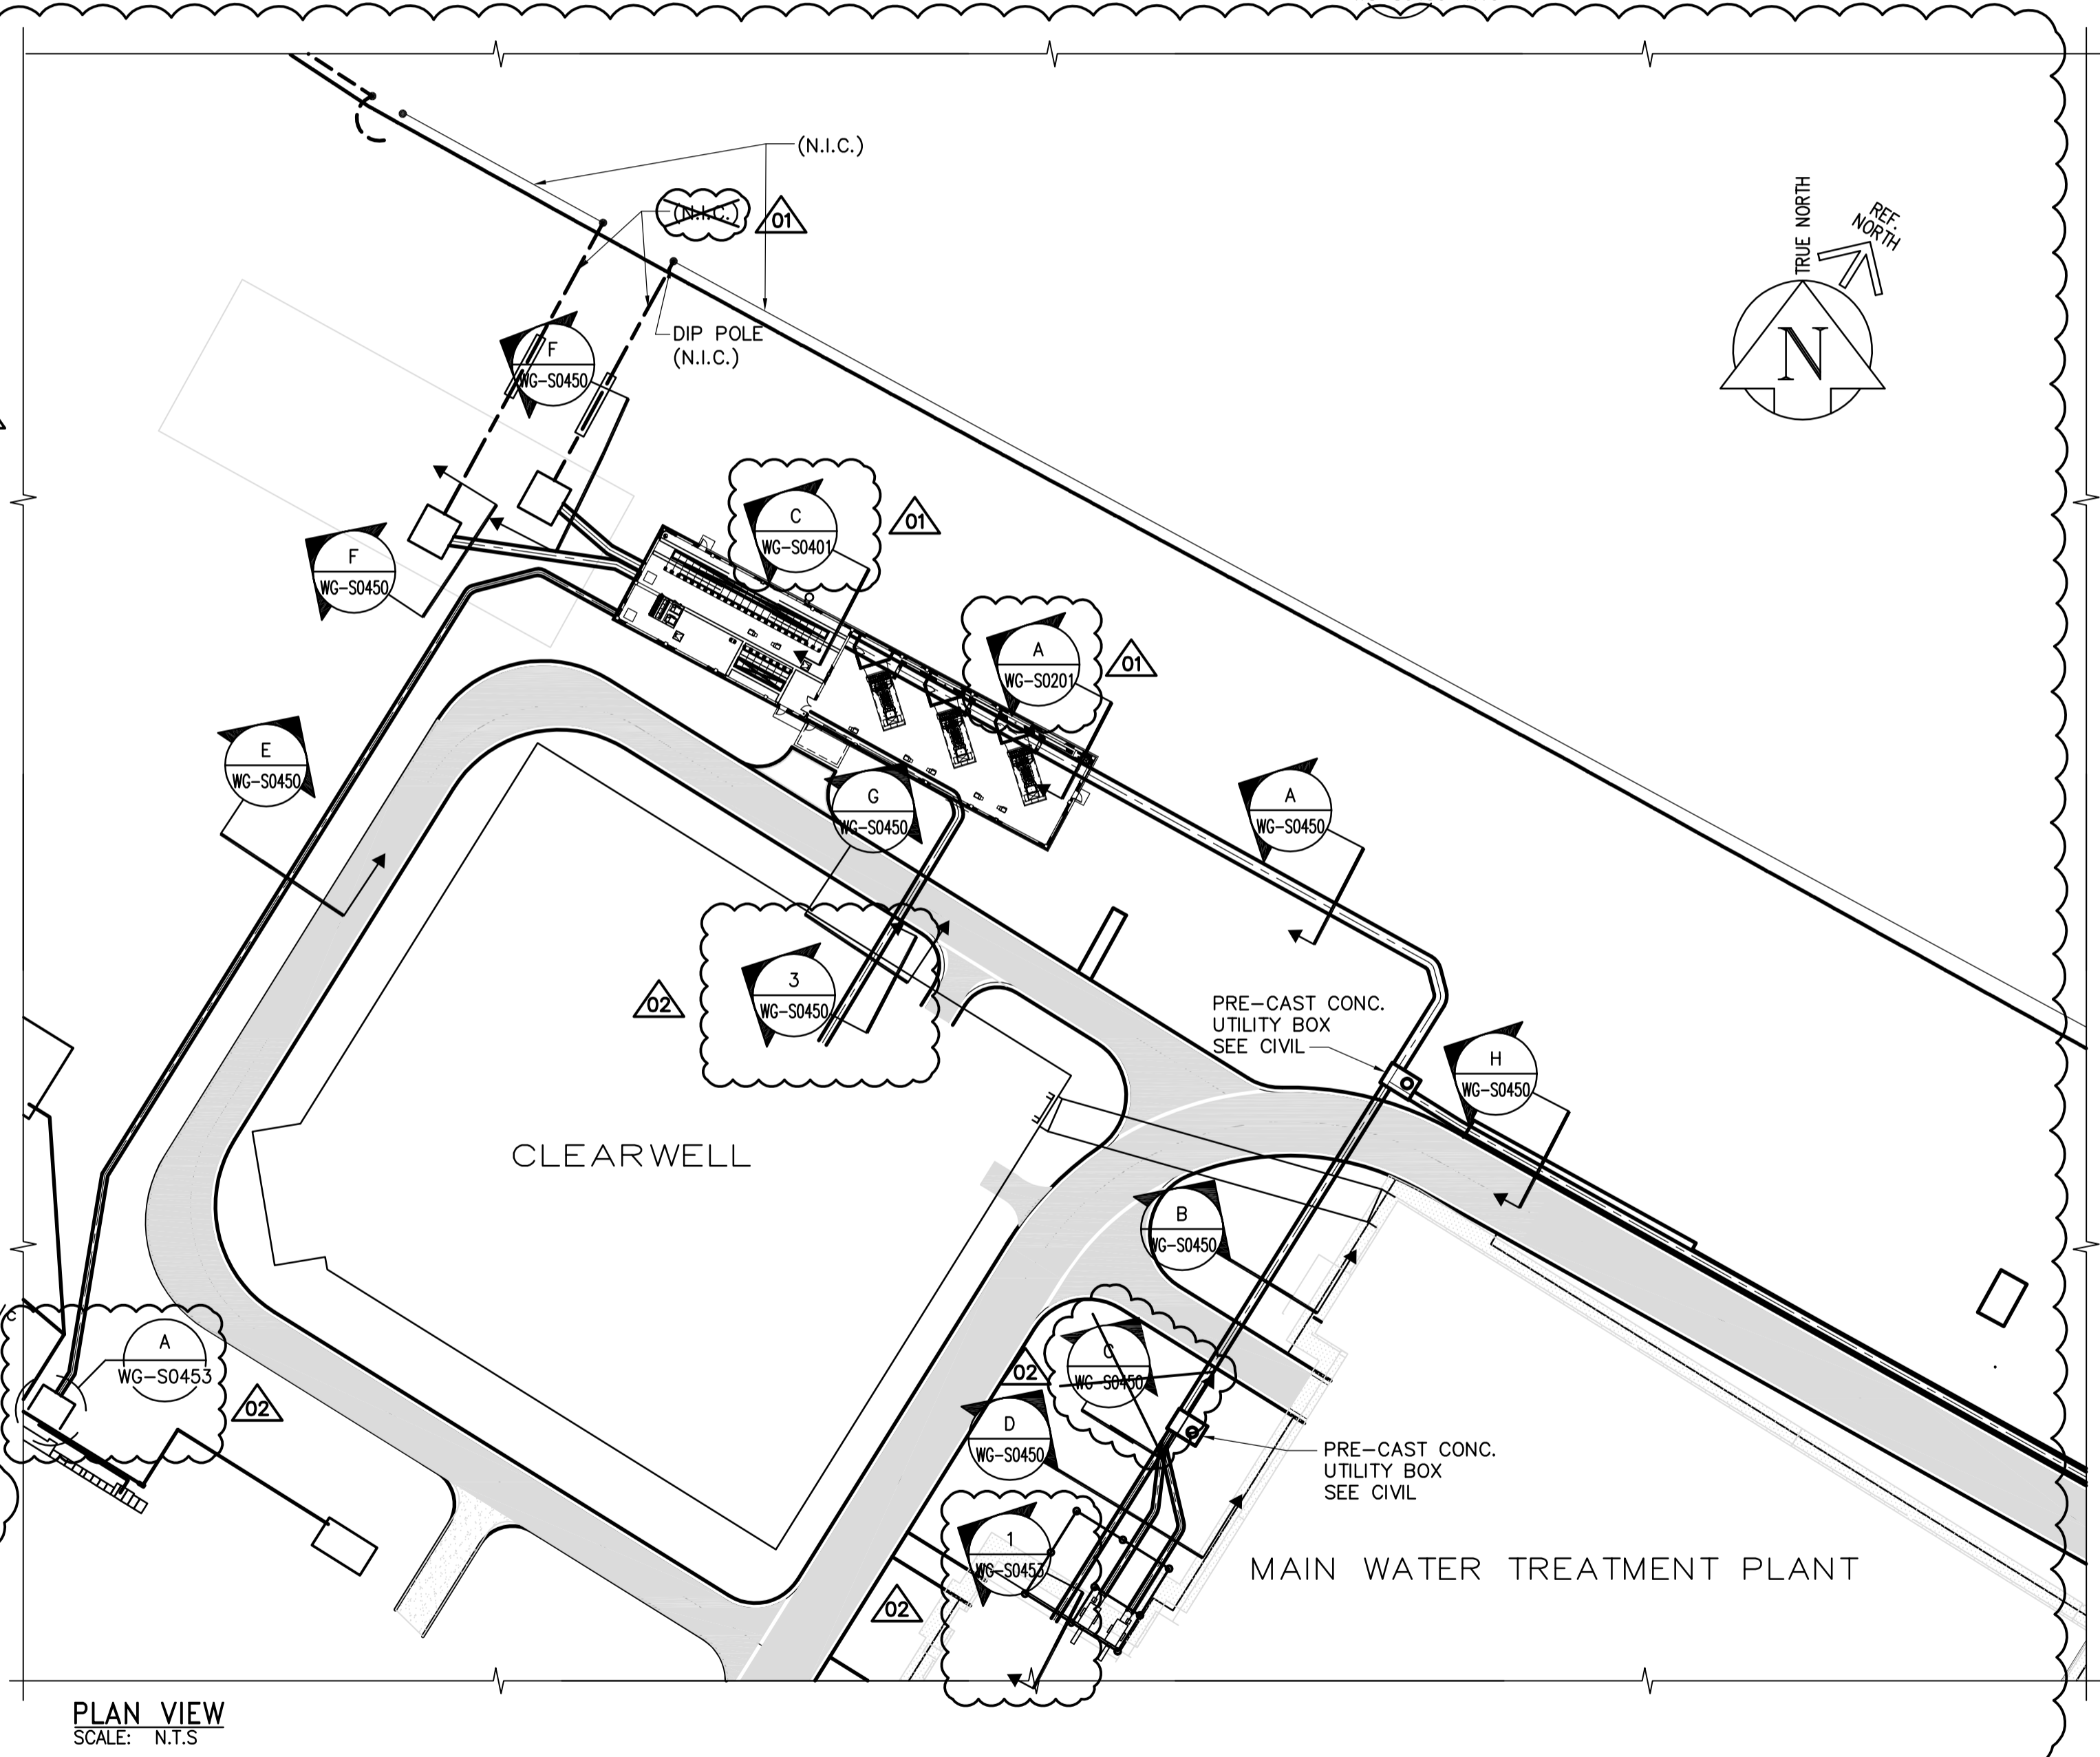 (N.I.C.)
(N.I.C.)
01
TRUE NORTH
REF.
NORTH
N
DIP POLE
(N.I.C.)
F
WG-S0450
C
WG-S0401
01
F
WG-S0450
A
WG-S0201
01
E
WG-S0450
G
WG-S0450
A
WG-S0450
3
WG-S0450
02
PRE-CAST CONC.
UTILITY BOX
SEE CIVIL
H
WG-S0450
CLEARWELL
B
WG-S0450
A
WG-S0453
02
C
WG-S0450
02
D
WG-S0450
PRE-CAST CONC.
UTILITY BOX
SEE CIVIL
1
WG-S0453
02
MAIN WATER TREATMENT PLANT
PLAN VIEW
SCALE: N.T.S